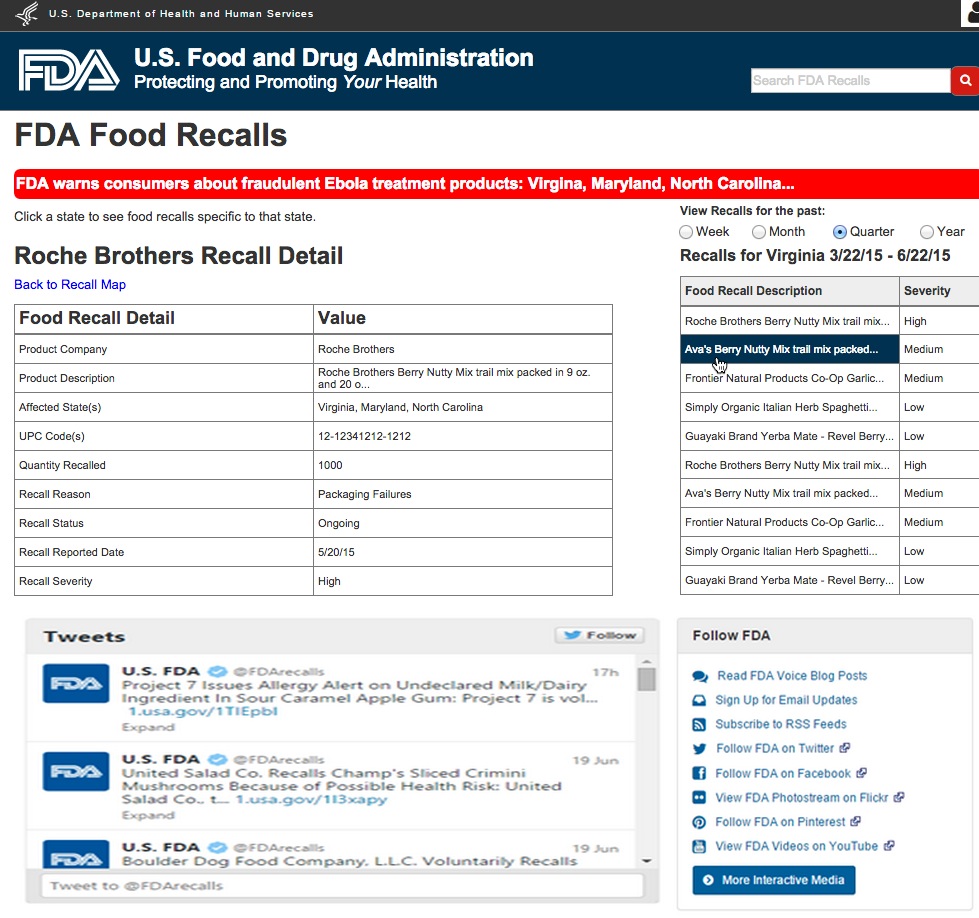 U.S. Department of Health and Human Services
FDA
U.S. Food and Drug Administration
Protecting and Promoting Your Health
Search FDA Recalls
FDA Food Recalls
FDA warns consumers about fraudulent Ebola treatment products: Virgina, Maryland, North Carolina...
Click a state to see food recalls specific to that state.
Roche Brothers Recall Detail
Back to Recall Map
Food Recall Detail Value
Product Company Roche Brothers
Product Description Roche Brothers Berry Nutty Mix trail mix packed in 9 oz.
and 20 o...
Affected State(s) Virginia, Maryland, North Carolina
UPC Code(s) 12-12341212-1212
Quantity Recalled 1000
Recall Reason Packaging Failures
Recall Status Ongoing
Recall Reported Date 5/20/15
Recall Severity High
View Recalls for the past:
Week Month Quarter Year
Recalls for Virginia 3/22/15 - 6/22/15
Food Recall Description Severity
Roche Brothers Berry Nutty Mix trail mix... High
Ava's Berry Nutty Mix trail mix packed... Medium
Frontier Natural Products Co-Op Garlic... Medium
Simply Organic Italian Herb Spaghetti... Low
Guayaki Brand Yerba Mate - Revel Berry... Low
Roche Brothers Berry Nutty Mix trail mix... High
Ava's Berry Nutty Mix trail mix packed... Medium
Frontier Natural Products Co-Op Garlic... Medium
Simply Organic Italian Herb Spaghetti... Low
Guayaki Brand Yerba Mate - Revel Berry... Low
Tweets Follow
FDA
U.S. FDA @FDArecalls 17h
Project 7 Issues Allergy Alert on Undeclared Milk/Dairy
Ingredient In Sour Caramel Apple Gum: Project 7 is vol...
1.usa.gov/1TIEpbI
Expand
FDA
U.S. FDA @FDArecalls 19 Jun
United Salad Co. Recalls Champ's Sliced Crimini
Mushrooms Because of Possible Health Risk: United
Salad Co., t... 1.usa.gov/1I3xapy
Expand
FDA
U.S. FDA @FDArecalls 19 Jun
Boulder Dog Food Company, L.L.C. Voluntarily Recalls
Tweet to @FDArecalls
Follow FDA
Read FDA Voice Blog Posts
Sign Up for Email Updates
Subscribe to RSS Feeds
Follow FDA on Twitter
Follow FDA on Facebook
View FDA Photostream on Flickr
Follow FDA on Pinterest
View FDA Videos on YouTube
More Interactive Media